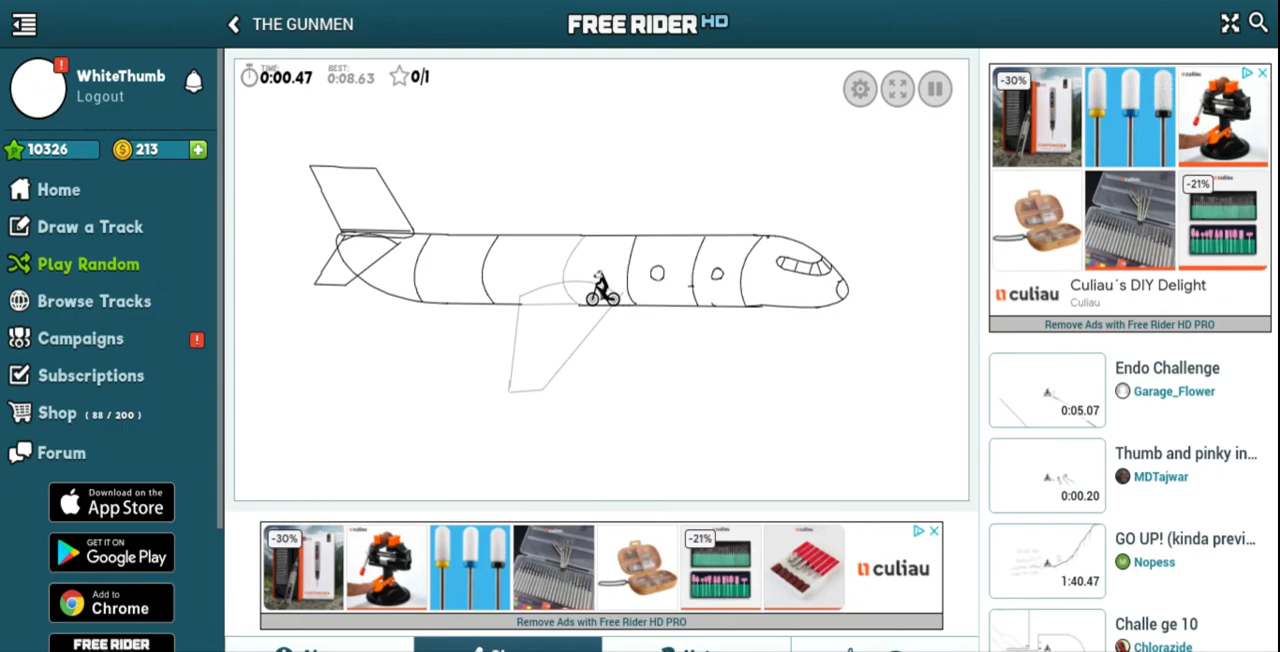 THE GUNMEN
FREE RIDER HD
WhiteThumb
Logout
10326
213
Home
Draw a Track
Play Random
Browse Tracks
Campaigns
Subscriptions
Shop ( 88 / 200 )
Forum
Download on the
App Store
GET IT ON
Google Play
Add to
Chrome
FREE RIDER
TIME:
0:00.47
BEST:
0:08.63
0/1
-30%
-21%
culiau
Culiau´s DIY Delight
Culiau
Remove Ads with Free Rider HD PRO
-30%
-21%
culiau
Remove Ads with Free Rider HD PRO
0:05.07
Endo Challenge
Garage_Flower
0:00.20
Thumb and pinky in...
MDTajwar
1:40.47
GO UP! (kinda previ...
Nopess
Challe ge 10
Chlorazide